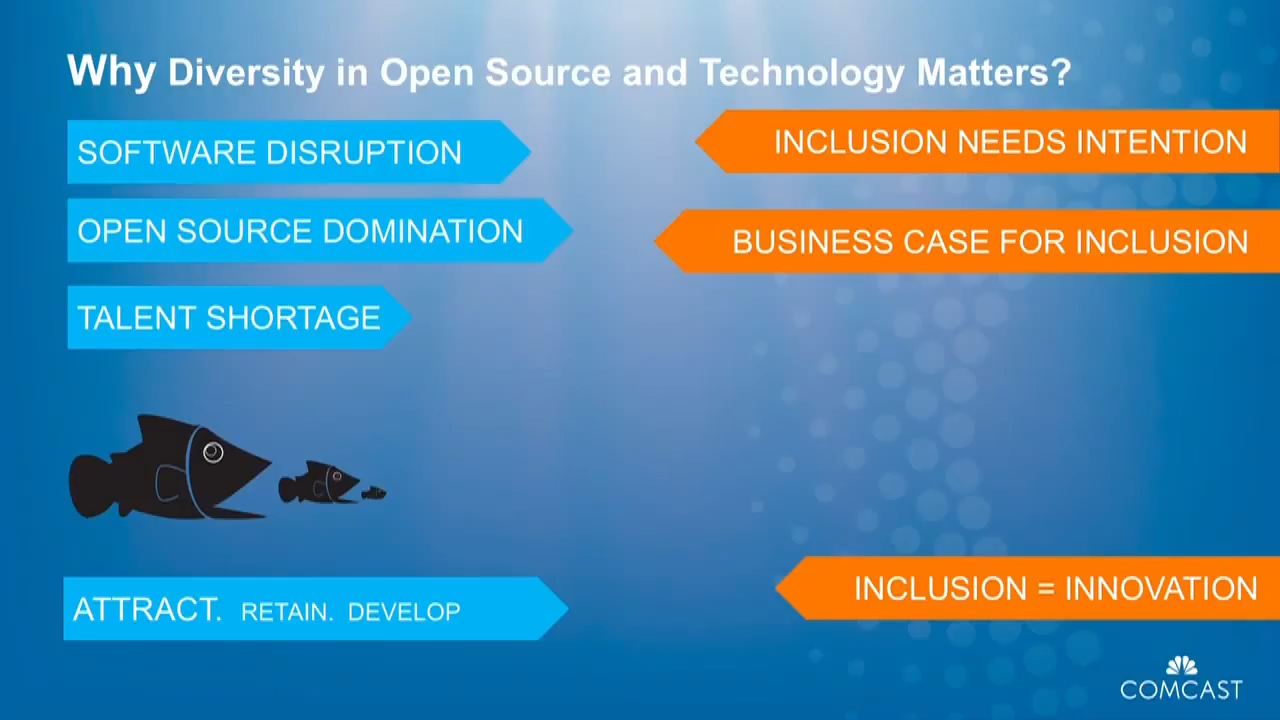 Why Diversity in Open Source and Technology Matters?
SOFTWARE DISRUPTION
OPEN SOURCE DOMINATION
TALENT SHORTAGE
ATTRACT. RETAIN. DEVELOP
INCLUSION NEEDS INTENTION
BUSINESS CASE FOR INCLUSION
INCLUSION = INNOVATION
COMCAST